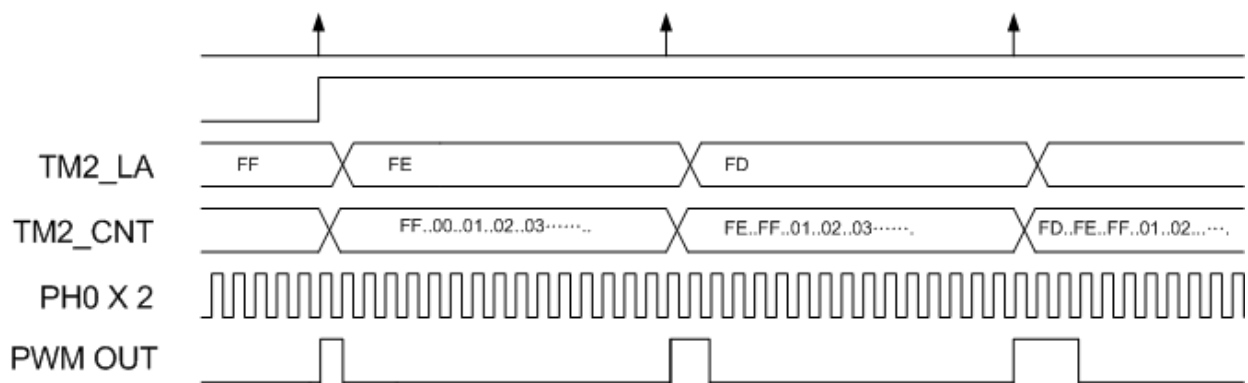 TM2_LA FF FE FD
TM2_CNT FF..00..01..02..03……... FE..FF..01..02..03……. FD..FE..FF..01..02...….
PH0 X 2
PWM OUT